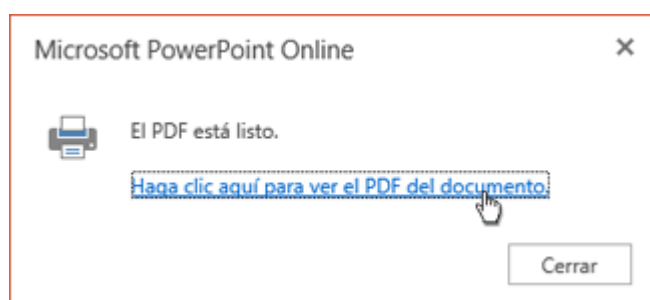 Microsoft PowerPoint Online
El PDF está listo.
Haga clic aquí para ver el PDF del documento.
Cerrar